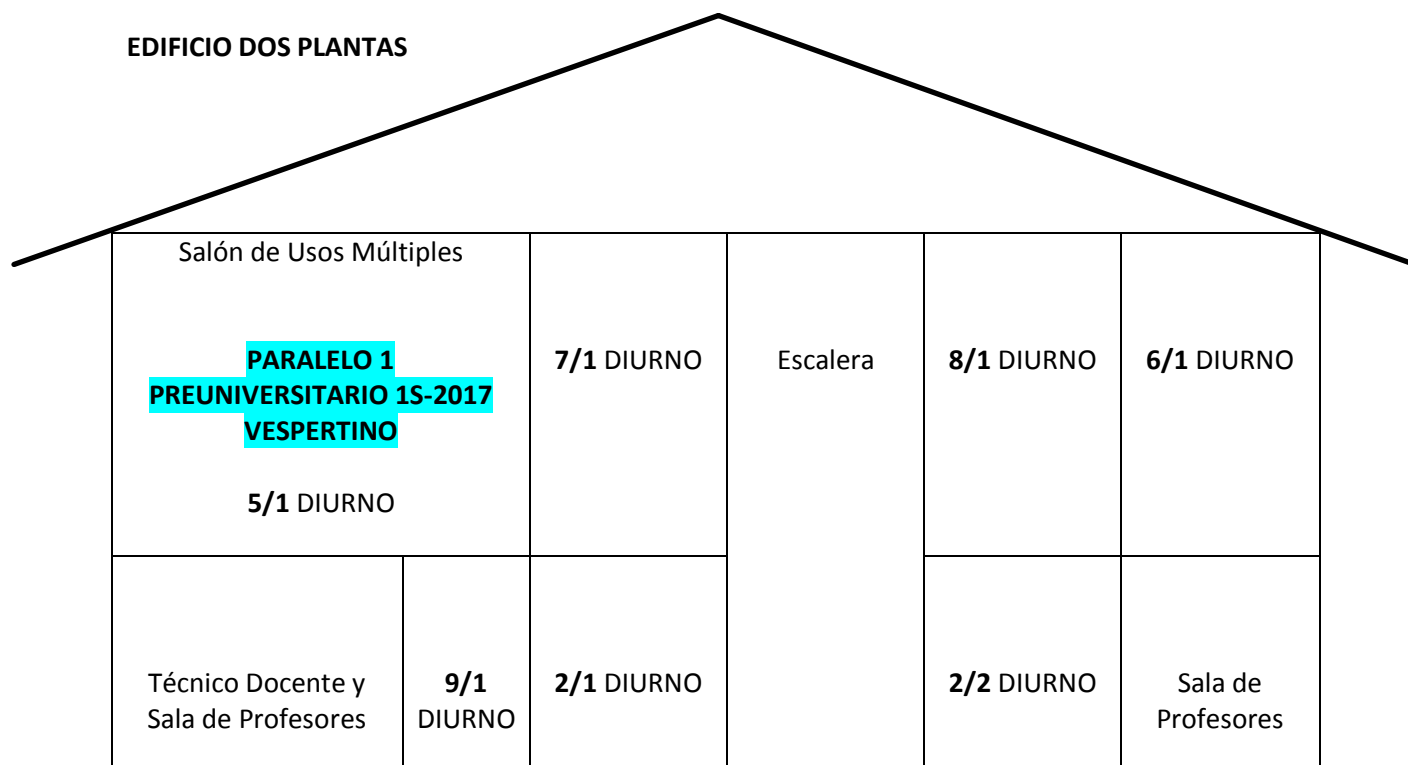 EDIFICIO DOS PLANTAS
Salón de Usos Múltiples
PARALELO 1
PREUNIVERSITARIO 1S-2017
VESPERTINO
5/1 DIURNO
7/1 DIURNO
Escalera
8/1 DIURNO
6/1 DIURNO
Técnico Docente y
Sala de Profesores
9/1
DIURNO
2/1 DIURNO
2/2 DIURNO
Sala de
Profesores